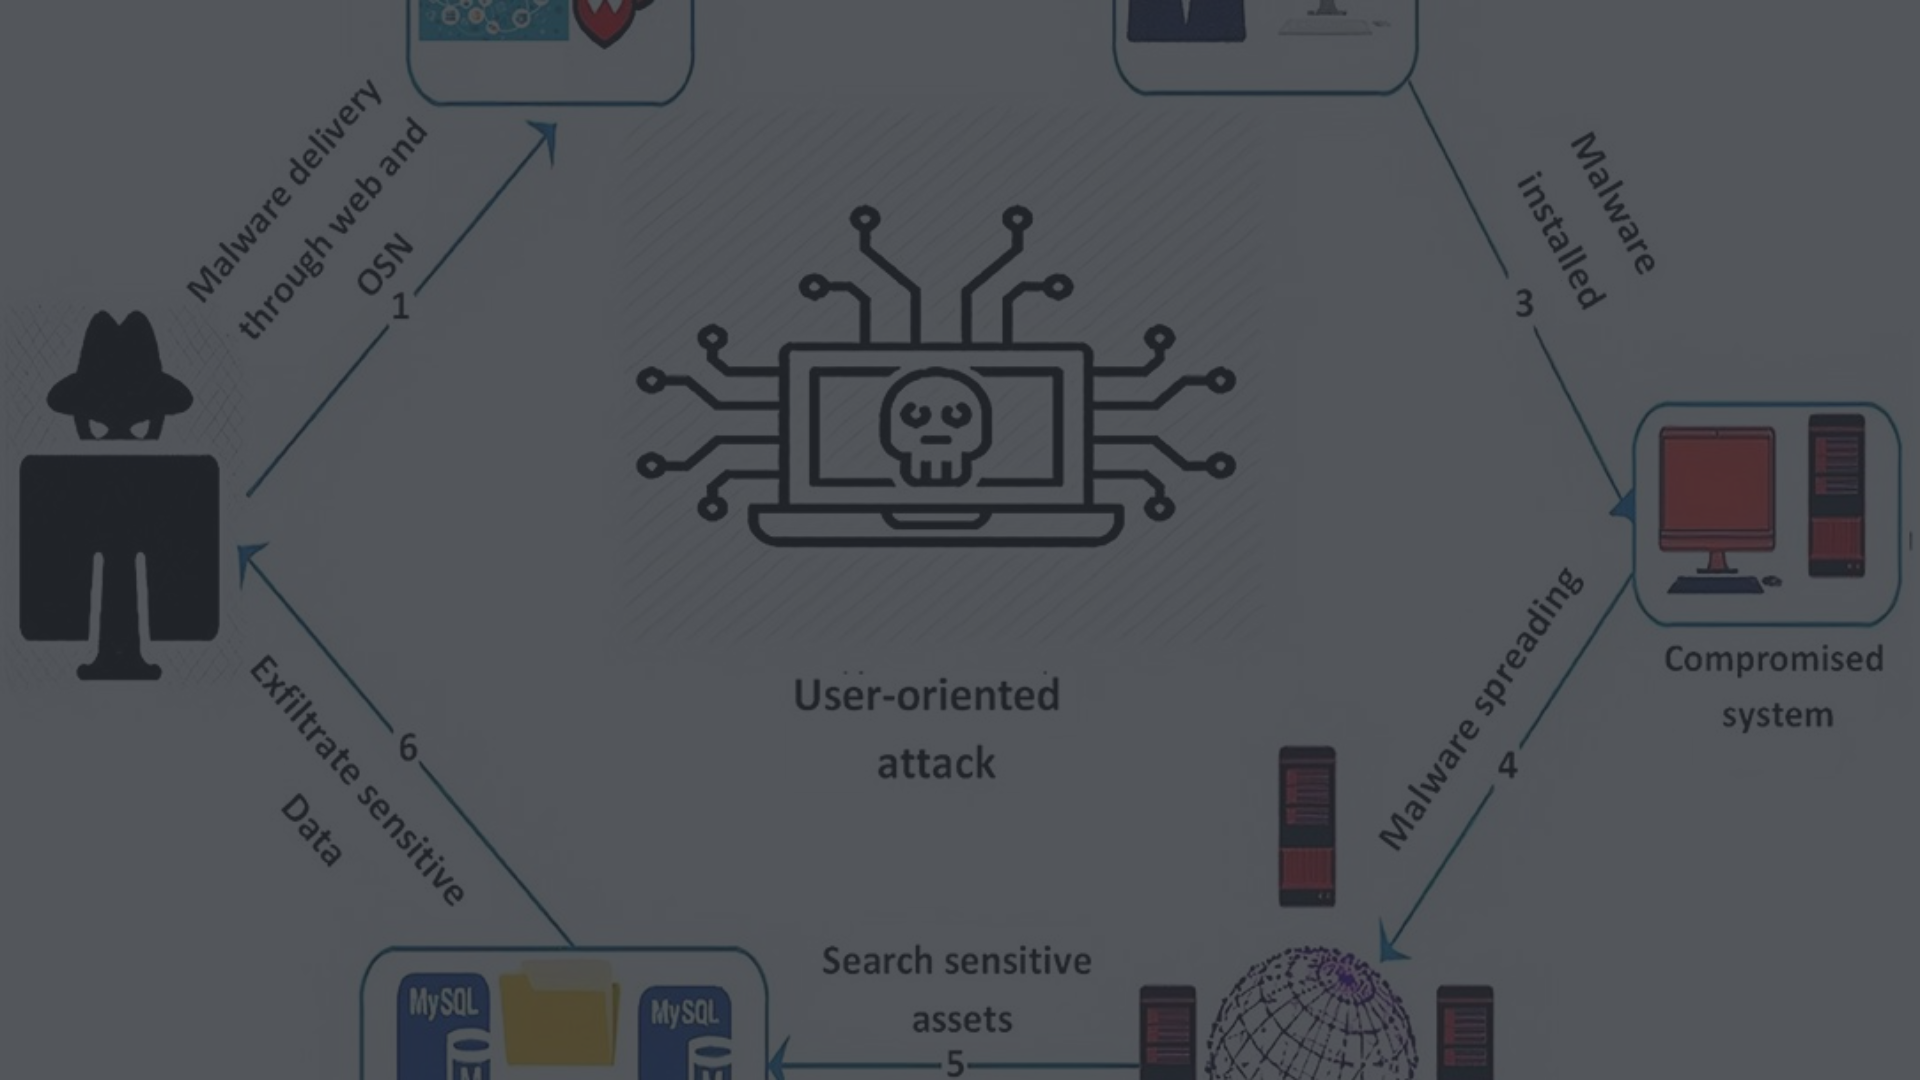 Malware delivery
through web and
OSN
1
Malware
installed
3
Compromised
system
Malware spreading
4
User-oriented
attack
6
Exfiltrate sensitive
Data
Search sensitive
assets
5
MySQL
MySQL
M
M